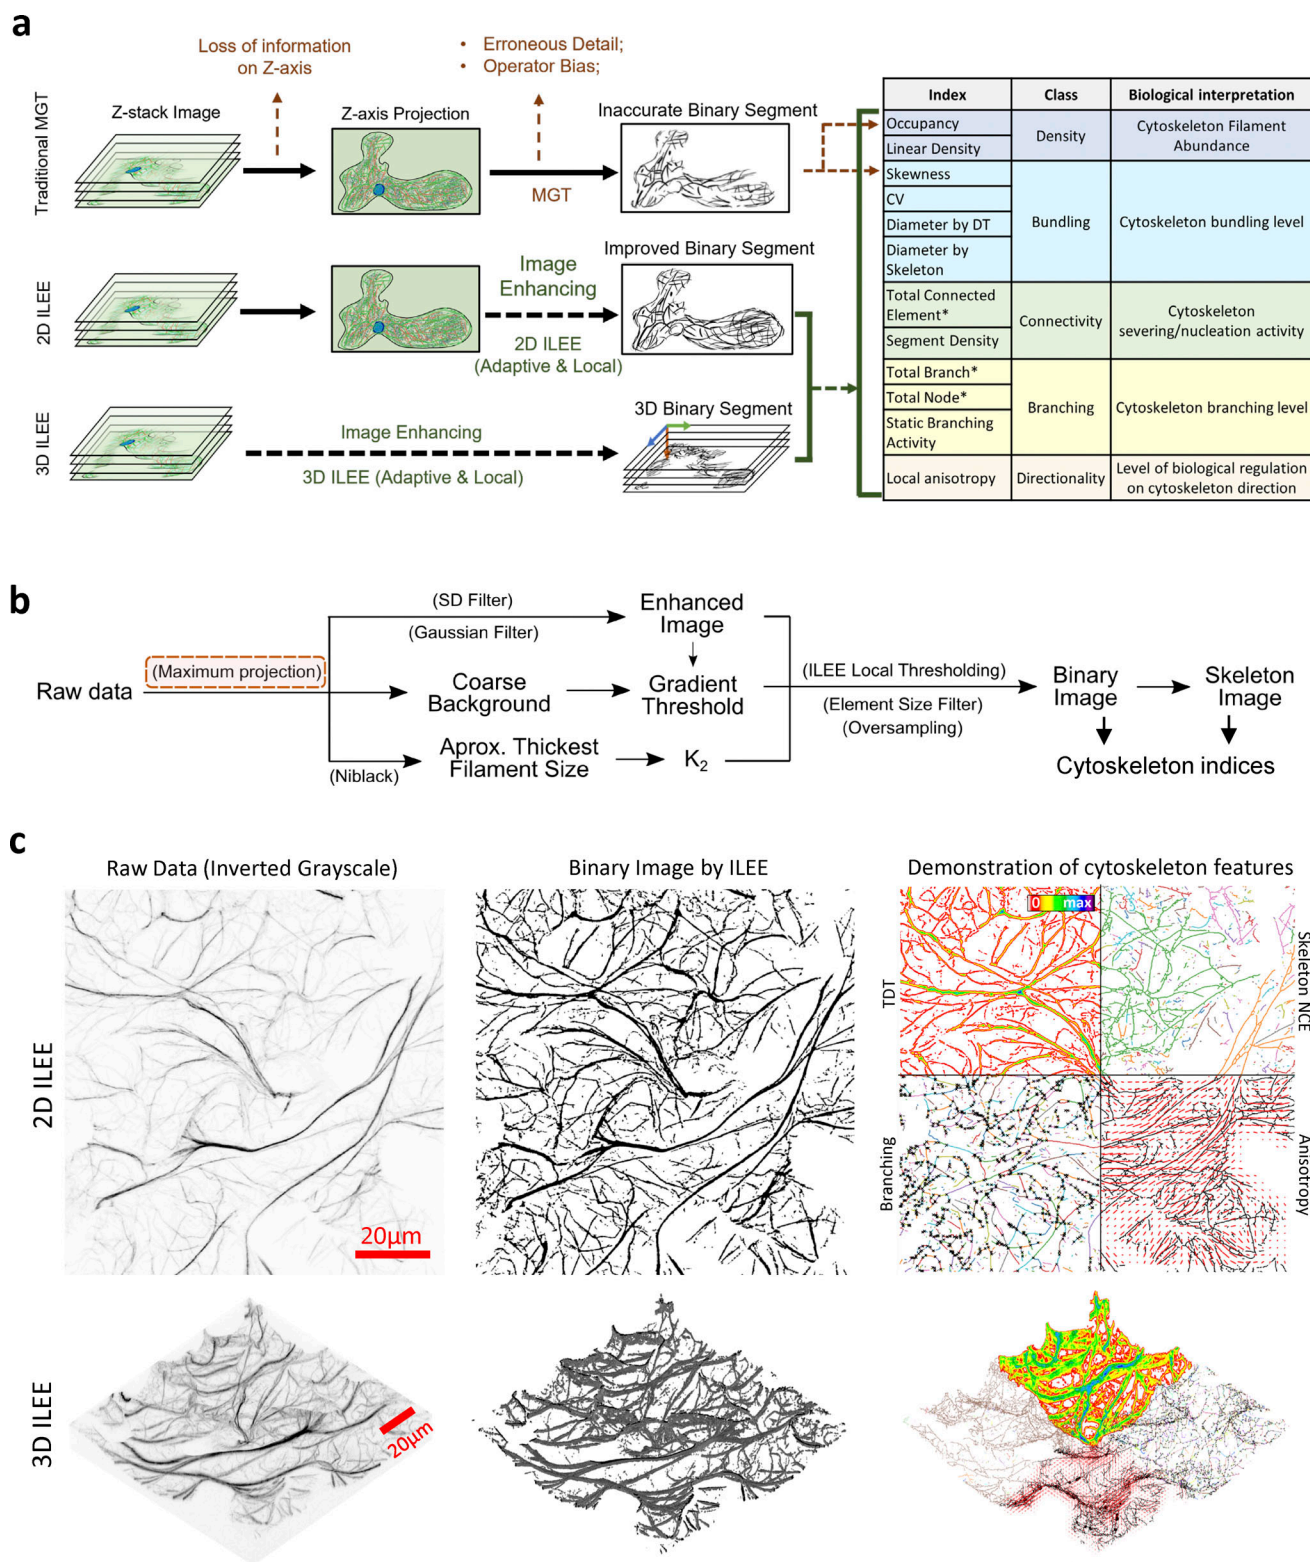 a
Loss of information
on Z-axis
• Erroneous Detail;
• Operator Bias;
Traditional MGT
Z-stack Image
Z-axis Projection
MGT
Inaccurate Binary Segment
2D ILEE
Image
Enhancing
2D ILEE
(Adaptive & Local)
Improved Binary Segment
3D ILEE
Image Enhancing
3D ILEE (Adaptive & Local)
3D Binary Segment
Index Class Biological interpretation
Occupancy
Linear Density
Density
Cytoskeleton Filament
Abundance
Skewness
CV
Diameter by DT
Diameter by
Skeleton
Bundling
Cytoskeleton bundling level
Total Connected
Element*
Segment Density
Connectivity
Cytoskeleton
severing/nucleation activity
Total Branch*
Total Node*
Static Branching
Activity
Branching
Cytoskeleton branching level
Local anisotropy
Directionality
Level of biological regulation
on cytoskeleton direction
b
Raw data
(Maximum projection)
(SD Filter)
(Gaussian Filter)
Enhanced
Image
Coarse
Background
Gradient
Threshold
(Niblack)
Aprox. Thickest
Filament Size
K2
(ILEE Local Thresholding)
(Element Size Filter)
(Oversampling)
Binary
Image
Skeleton
Image
Cytoskeleton indices
c
Raw Data (Inverted Grayscale)
Binary Image by ILEE
Demonstration of cytoskeleton features
2D ILEE
20μm
0 max
TDT
Skeleton NCE
Branching
Anisotropy
3D ILEE
20μm